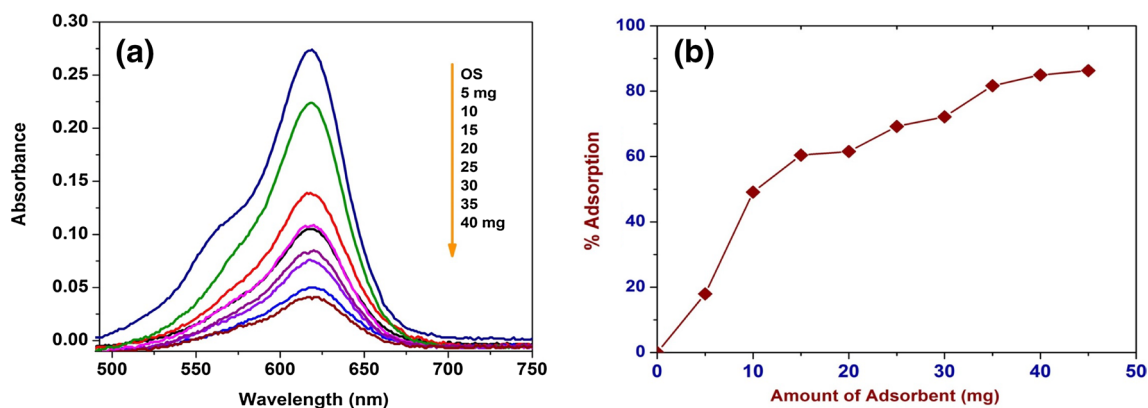 (a)
0.30
0.25
0.20
0.15
0.10
0.05
0.00
Absorbance
500 550 600 650 700 750
Wavelength (nm)
OS
5 mg
10
15
20
25
30
35
40 mg
(b)
100
80
60
40
20
0
% Adsorption
0 10 20 30 40 50
Amount of Adsorbent (mg)